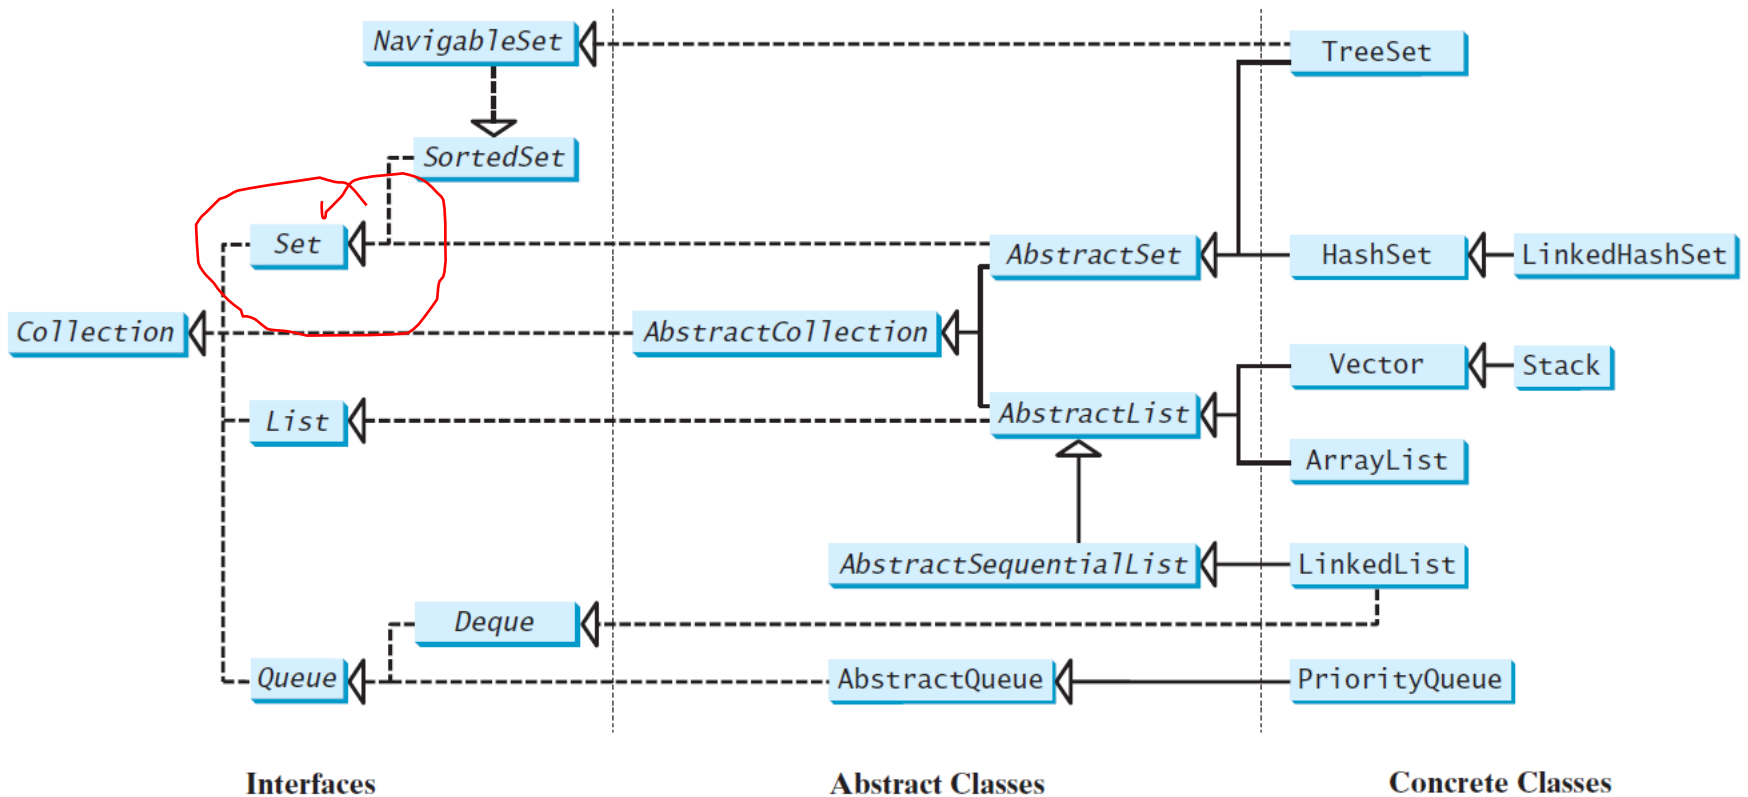 NavigableSet
TreeSet
SortedSet
Set
AbstractSet
HashSet
LinkedHashSet
Collection
AbstractCollection
Vector
Stack
List
AbstractList
ArrayList
AbstractSequentialList
LinkedList
Deque
Queue
AbstractQueue
PriorityQueue
Interfaces
Abstract Classes
Concrete Classes